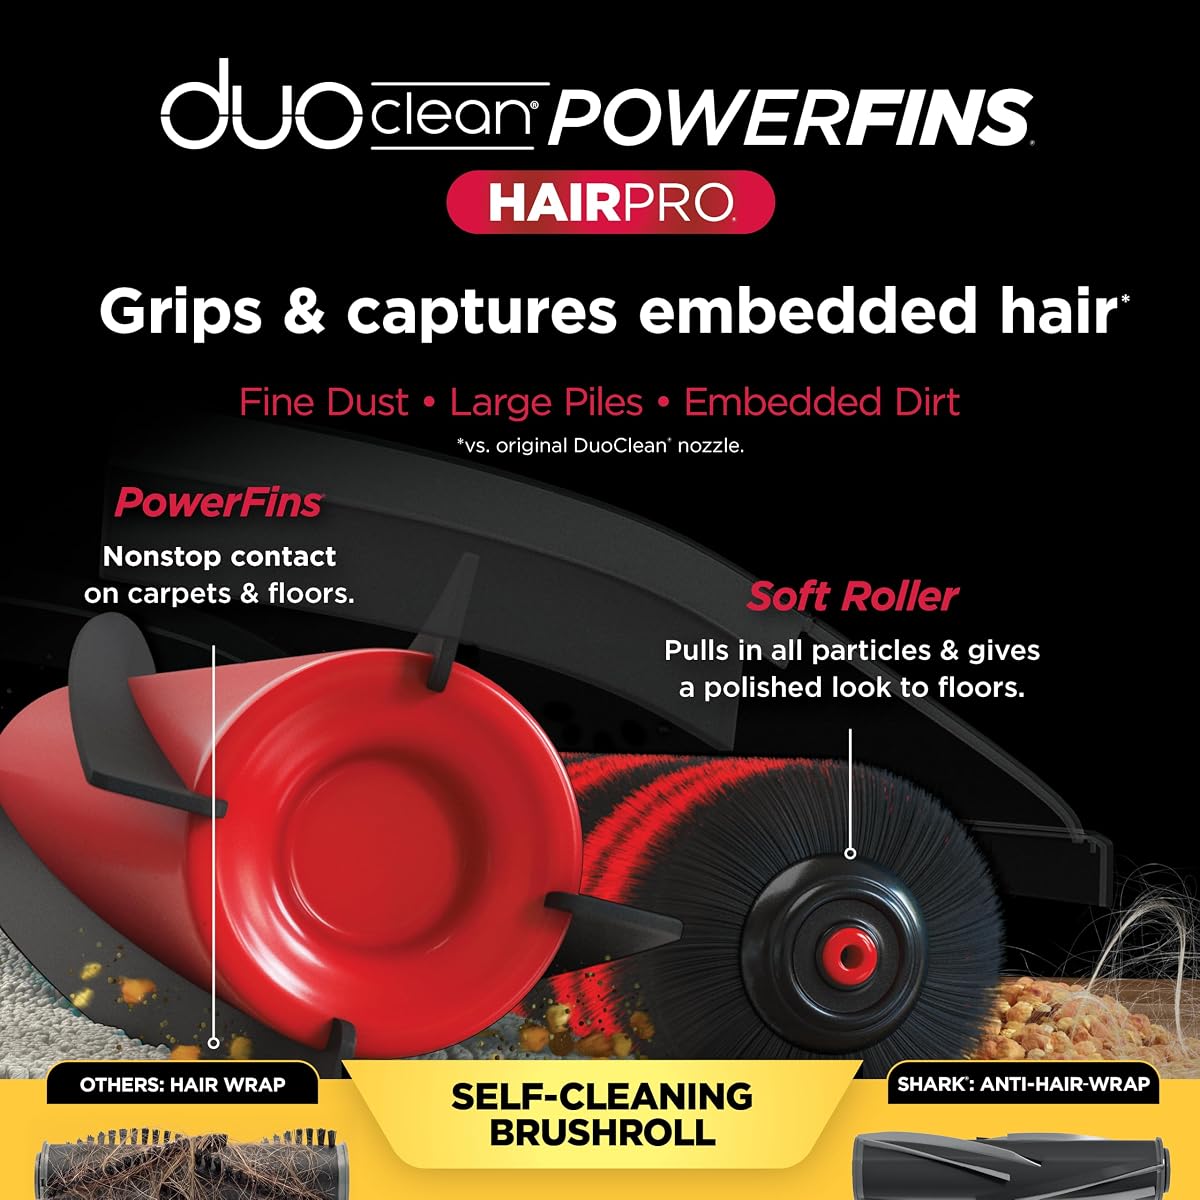 duoclean® POWERFINS
HAIRPRO
Grips & captures embedded hair*
Fine Dust • Large Piles • Embedded Dirt
*vs. original DuoClean® nozzle.
PowerFins
Nonstop contact
on carpets & floors.
Soft Roller
Pulls in all particles & gives
a polished look to floors.
OTHERS: HAIR WRAP
SELF-CLEANING
BRUSHROLL
SHARK®: ANTI-HAIR-WRAP